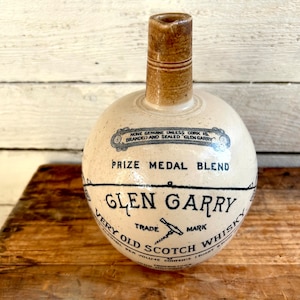 NONE GENUINE UNLESS CORK IS
BRANDED AND SEALED "GLEN GARRY"
PRIZE MEDAL BLEND
GLEN GARRY
TRADE MARK
VERY OLD SCOTCH WHISKY